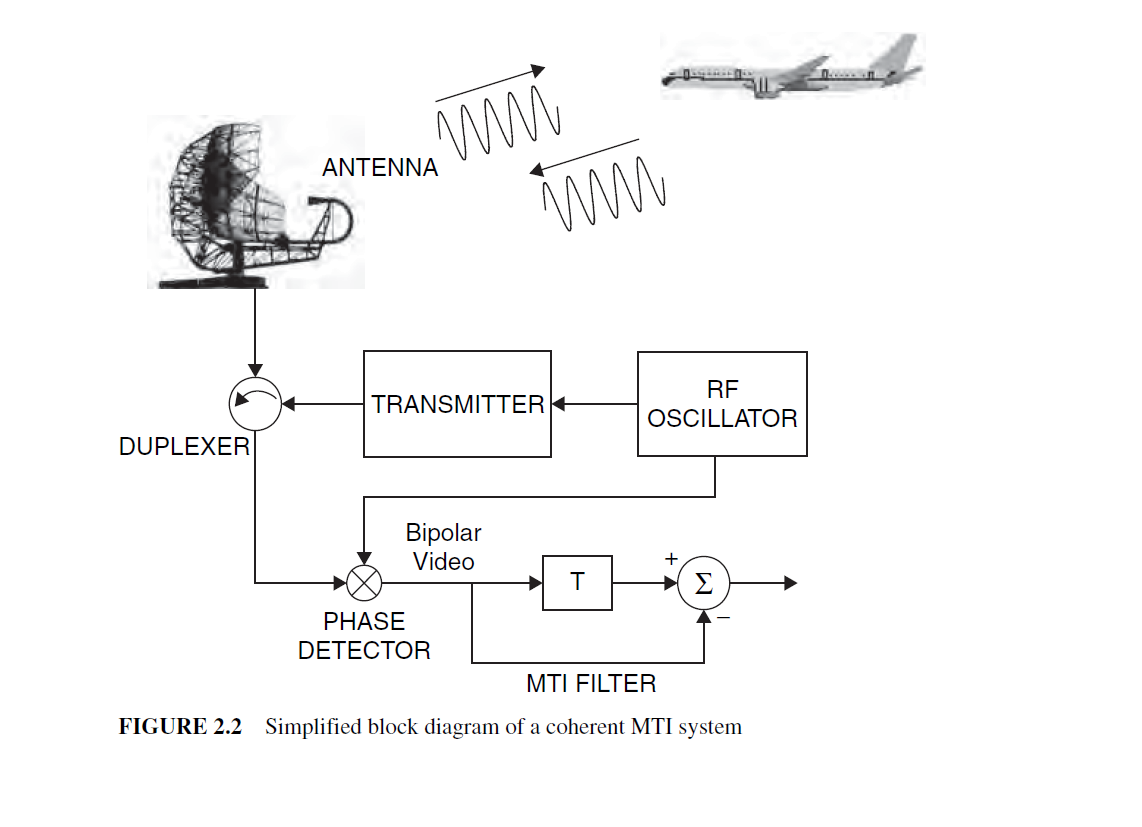 ANTENNA
TRANSMITTER
RF
OSCILLATOR
DUPLEXER
Bipolar
Video
T
+
Σ
−
PHASE
DETECTOR
MTI FILTER
FIGURE 2.2 Simplified block diagram of a coherent MTI system